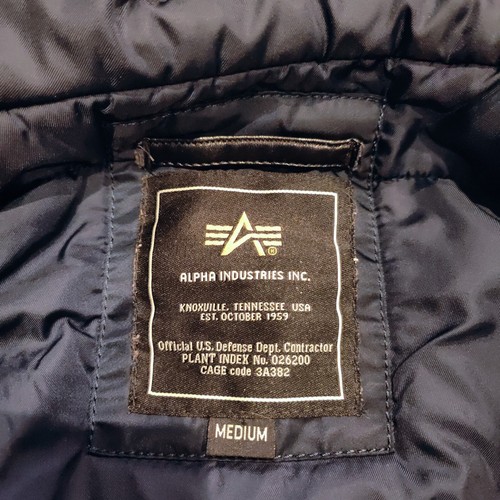 ALPHA INDUSTRIES INC.
KNOXVILLE, TENNESSEE USA
EST. OCTOBER 1959
Official U.S. Defense Dept. Contractor
PLANT INDEX No. 026200
CAGE code 3A382
MEDIUM